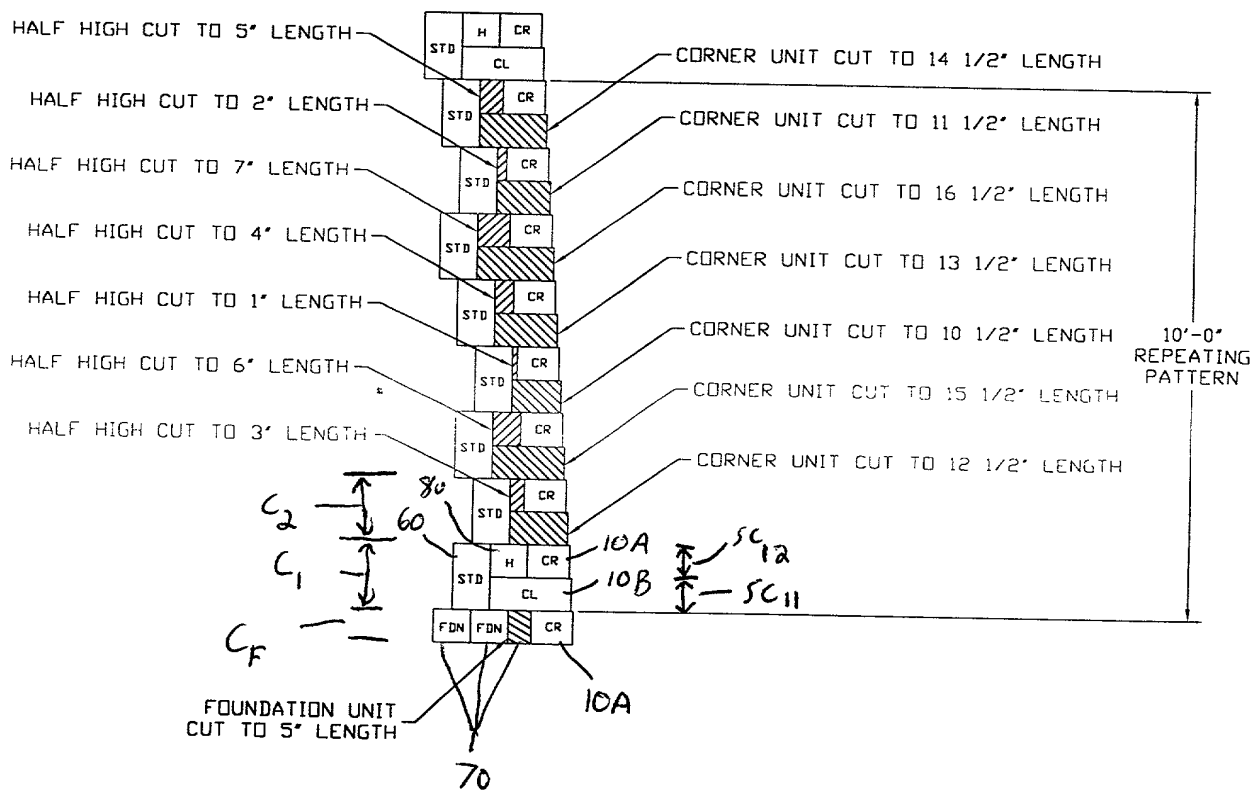 HALF HIGH CUT TO 5" LENGTH
STD
H
CR
CL
CORNER UNIT CUT TO 14 1/2" LENGTH
HALF HIGH CUT TO 2" LENGTH
STD
CR
CORNER UNIT CUT TO 11 1/2" LENGTH
HALF HIGH CUT TO 7" LENGTH
STD
CR
CORNER UNIT CUT TO 16 1/2" LENGTH
HALF HIGH CUT TO 4" LENGTH
STD
CR
CORNER UNIT CUT TO 13 1/2" LENGTH
HALF HIGH CUT TO 1" LENGTH
STD
CR
CORNER UNIT CUT TO 10 1/2" LENGTH
10'-0"
REPEATING
PATTERN
HALF HIGH CUT TO 6" LENGTH
STD
CR
CORNER UNIT CUT TO 15 1/2" LENGTH
HALF HIGH CUT TO 3" LENGTH
STD
CR
CORNER UNIT CUT TO 12 1/2" LENGTH
C2
80
60
STD
CR
10A
SC12
C1
STD
H
CR
CL
10B
SC11
CF
FDN
FDN
CR
10A
FOUNDATION UNIT
CUT TO 5" LENGTH
70